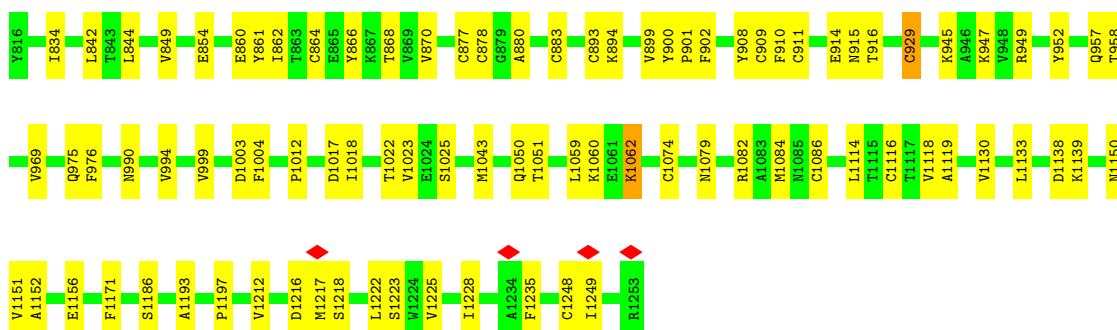 Y816 I834 L842 T843 L844 V849 E854 E860 Y861 I862 T863 C864 E865 Y866 K867 T868 V869 V870 C877 C878 G879 A880 C883 C893 K894 V899 Y900 P901 F902 Y908 C909 F910 C911 E914 N915 T916 C929 K945 A946 K947 V948 R949 Y952 Q957 T958
V969 Q975 F976 N990 V994 V999 D1003 F1004 P1012 D1017 I1018 T1022 V1023 E1024 S1025 M1043 Q1050 T1051 L1059 K1060 E1061 K1062 C1074 N1079 R1082 A1083 M1084 N1085 C1086 L1114 T1115 C1116 T1117 V1118 A1119 V1130 L1133 D1138 K1139 N1150
V1151 A1152 E1156 F1171 S1186 A1193 P1197 V1212 D1216 M1217 S1218 L1222 S1223 W1224 V1225 I1228 A1234 F1235 C1248 I1249 R1253